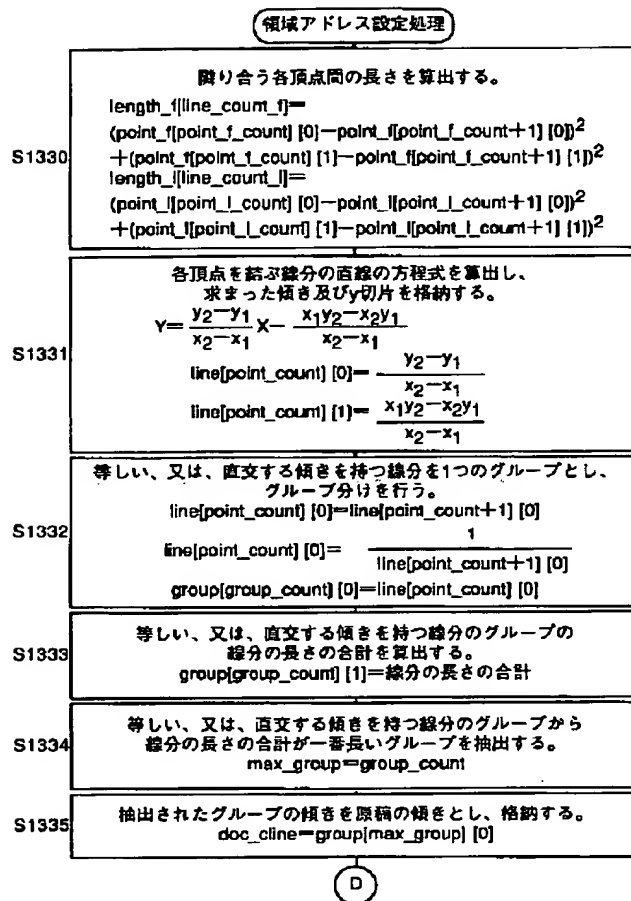 領域アドレス設定処理
隣り合う各頂点間の長さを算出する。
length_f[line_count_f]=
(point_f[point_f_count] [0]−point_f[point_f_count+1] [0])²
+(point_f[point_f_count] [1]−point_f[point_f_count+1] [1])²
S1330
length_l[line_count_l]=
(point_l[point_l_count] [0]−point_l[point_l_count+1] [0])²
+(point_l[point_l_count] [1]−point_l[point_l_count+1] [1])²
各頂点を結ぶ線分の直線の方程式を算出し、
求まった傾き及びy切片を格納する。
S1331
Y= y₂−y₁ / x₂−x₁ X− x₁y₂−x₂y₁ / x₂−x₁
line[point_count] [0]= y₂−y₁ / x₂−x₁
line[point_count] [1]= x₁y₂−x₂y₁ / x₂−x₁
等しい、又は、直交する傾きを持つ線分を1つのグループとし、
グループ分けを行う。
line[point_count] [0]=line[point_count+1] [0]
S1332
line[point_count] [0]= 1 / line[point_count+1] [0]
group[group_count] [0]=line[point_count] [0]
等しい、又は、直交する傾きを持つ線分のグループの
S1333
線分の長さの合計を算出する。
group[group_count] [1]=線分の長さの合計
等しい、又は、直交する傾きを持つ線分のグループから
S1334
線分の長さの合計が一番長いグループを抽出する。
max_group=group_count
抽出されたグループの傾きを原稿の傾きとし、格納する。
S1335
doc_cline=group[max_group] [0]
D